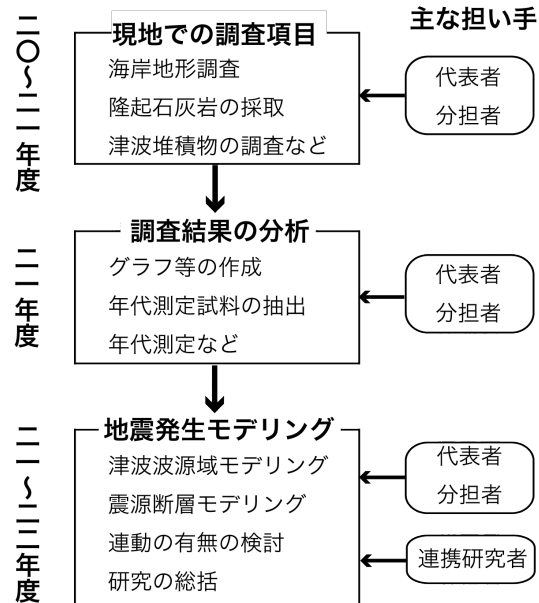 主な担い手
二〇〜二一年度
現地での調査項目
海岸地形調査
隆起石灰岩の採取
津波堆積物の調査など
代表者
分担者
二一年度
調査結果の分析
グラフ等の作成
年代測定試料の抽出
年代測定など
代表者
分担者
二一〜二二年度
地震発生モデリング
津波波源域モデリング
震源断層モデリング
連動の有無の検討
研究の総括
代表者
分担者
連携研究者